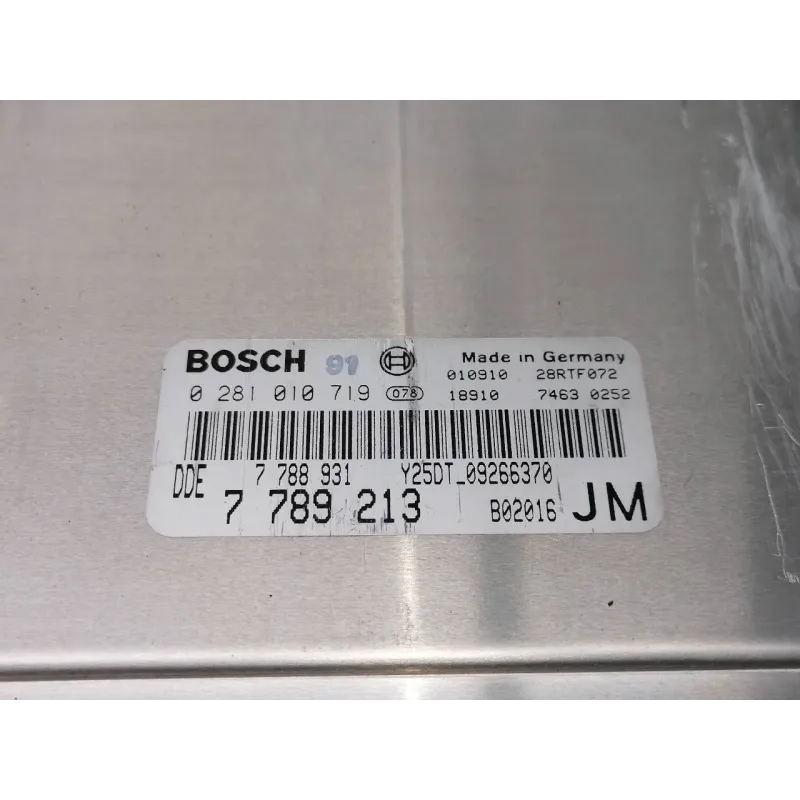 BOSCH 91 Made in Germany
010910 28RTF072
0 281 010 719 078 18910 7463 0252
DDE 7 788 931 Y25DT_09266370
7 789 213 B02016 JM